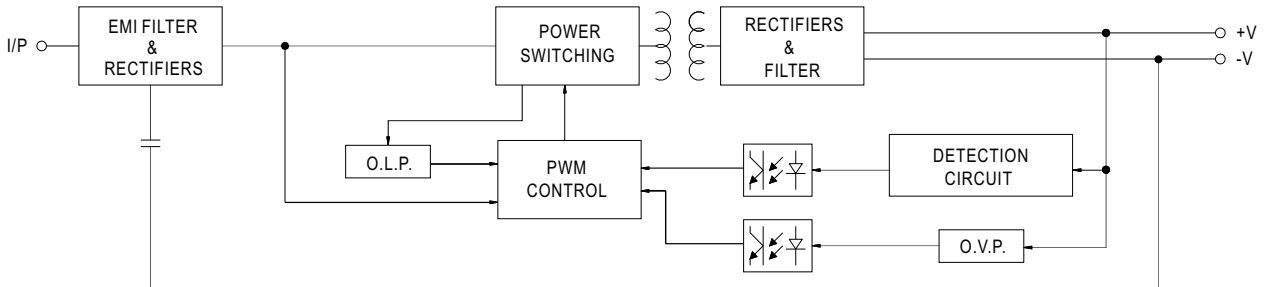 I/P
EMI FILTER
&
RECTIFIERS
POWER
SWITCHING
RECTIFIERS
&
FILTER
+V
-V
O.L.P.
PWM
CONTROL
DETECTION
CIRCUIT
O.V.P.